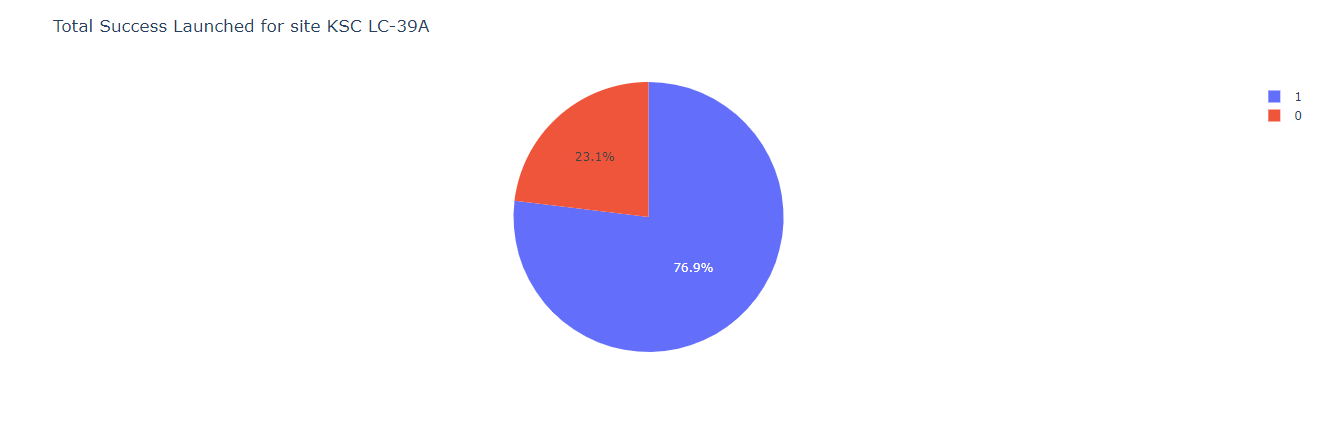 Total Success Launched for site KSC LC-39A
1
0
23.1%
76.9%